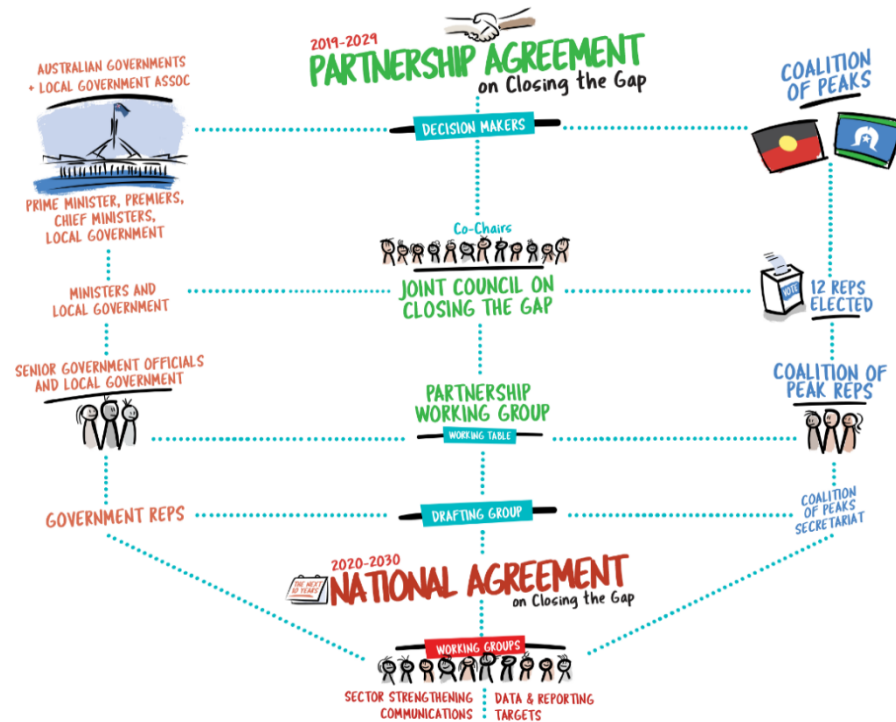 2019-2029
PARTNERSHIP AGREEMENT
on Closing the Gap
AUSTRALIAN GOVERNMENTS
+ LOCAL GOVERNMENT ASSOC
COALITION
OF PEAKS
DECISION MAKERS
PRIME MINISTER, PREMIERS,
CHIEF MINISTERS,
LOCAL GOVERNMENT
Co-Chairs
MINISTERS AND
LOCAL GOVERNMENT
JOINT COUNCIL ON
CLOSING THE GAP
VOTE
12 REPS
ELECTED
SENIOR GOVERNMENT OFFICIALS
AND LOCAL GOVERNMENT
PARTNERSHIP
WORKING GROUP
WORKING TABLE
COALITION OF
PEAK REPS
GOVERNMENT REPS
DRAFTING GROUP
COALITION
OF PEAKS
SECRETARIAT
2020-2030
THE NEXT
10 YEARS
NATIONAL AGREEMENT
on Closing the Gap
WORKING GROUPS
SECTOR STRENGTHENING
COMMUNICATIONS
DATA & REPORTING
TARGETS